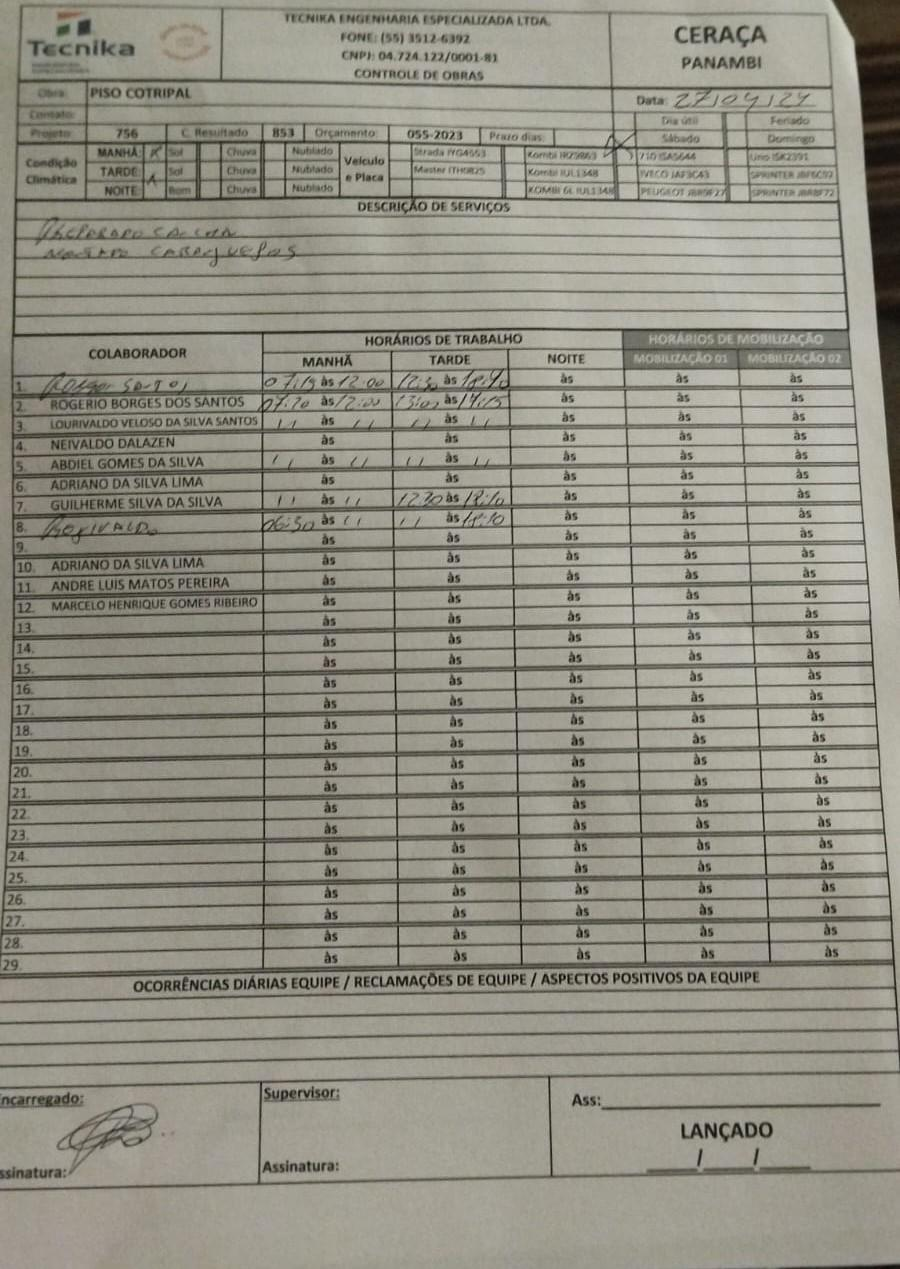 Tecnika
TECNIKA ENGENHARIA ESPECIALIZADA LTDA.
FONE: (55) 3512-6392
CNPJ: 04.724.122/0001-81
CONTROLE DE OBRAS
CERAÇA
PANAMBI
Obra: PISO COTRIPAL
Contato:
Data: 27/04/24
Dia útil Feriado
Projeto: 756 C. Resultado 853 Orçamento: 055-2023 Prazo dias: Sábado Domingo
Condição Climática
MANHÃ: X Sol Chuva Nublado
TARDE: X Sol Chuva Nublado
NOITE: Bom Chuva Nublado
Veículo e Placa
Strada IYG4553 Kombi IRZ9863 710 ISA5644 Uno ISK2391
Master ITH0825 Kombi IUL1348 IVECO JAF3C43 SPRINTER JBF6C92
KOMBI 6L IUL1348 PEUGEOT JBB9F27 SPRINTER JBR8F72
DESCRIÇÃO DE SERVIÇOS
COLABORADOR HORÁRIOS DE TRABALHO HORÁRIOS DE MOBILIZAÇÃO
MANHÃ TARDE NOITE MOBILIZAÇÃO 01 MOBILIZAÇÃO 02
1. 07:15 às 12:00 12:30 às 18:40 às às às
2. ROGERIO BORGES DOS SANTOS 07:20 às 12:00 13:00 às 14:15 às às às
3. LOURIVALDO VELOSO DA SILVA SANTOS 11 às 11 11 às 11 às às às
4. NEIVALDO DALAZEN às às às às às
5. ABDIEL GOMES DA SILVA 11 às 11 11 às 11 às às às
6. ADRIANO DA SILVA LIMA às às às às às
7. GUILHERME SILVA DA SILVA 11 às 11 12:30 às 18:10 às às às
8. 06:50 às 11 11 às 18:10 às às às
9. às às às às às
10. ADRIANO DA SILVA LIMA às às às às às
11. ANDRE LUIS MATOS PEREIRA às às às às às
12. MARCELO HENRIQUE GOMES RIBEIRO às às às às às
13. às às às às às
14. às às às às às
15. às às às às às
16. às às às às às
17. às às às às às
18. às às às às às
19. às às às às às
20. às às às às às
21. às às às às às
22. às às às às às
23. às às às às às
24. às às às às às
25. às às às às às
26. às às às às às
27. às às às às às
28. às às às às às
29. às às às às às
OCORRÊNCIAS DIÁRIAS EQUIPE / RECLAMAÇÕES DE EQUIPE / ASPECTOS POSITIVOS DA EQUIPE
ncarregado: Supervisor: Ass:
LANÇADO
/ /
ssinatura: Assinatura: